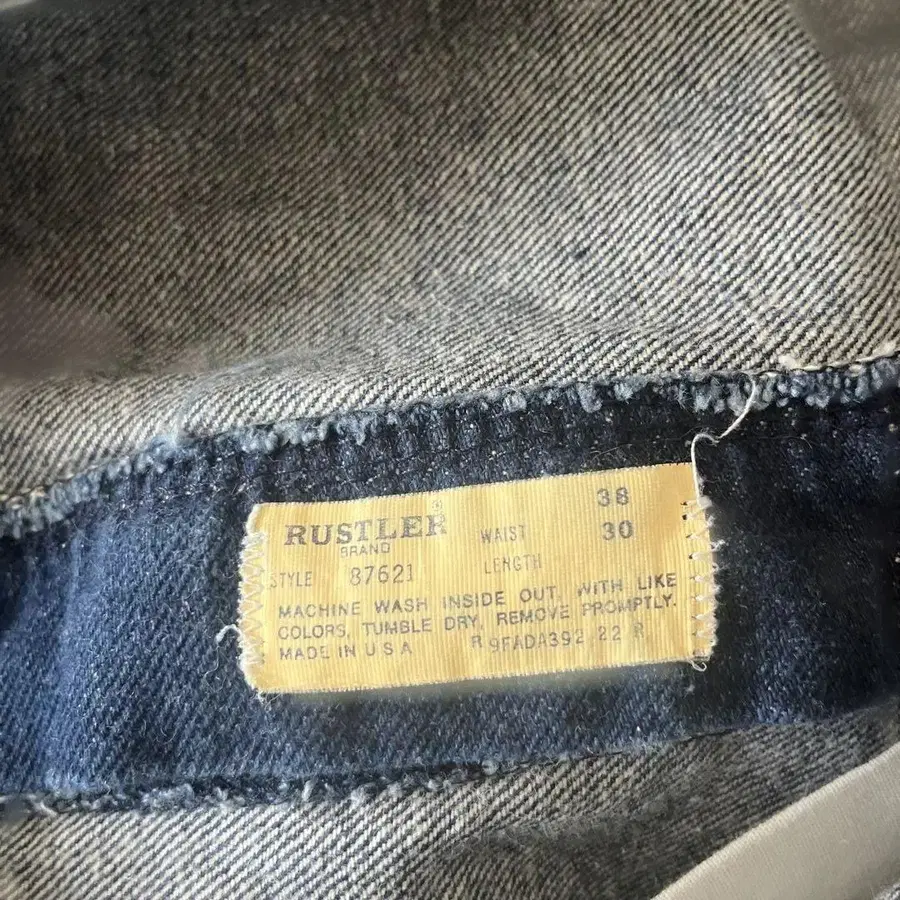 RUSTLER®
BRAND
WAIST 38
LENGTH 30
STYLE 87621
MACHINE WASH INSIDE OUT, WITH LIKE
COLORS, TUMBLE DRY, REMOVE PROMPTLY.
MADE IN U S A R 9FADA392 22 R